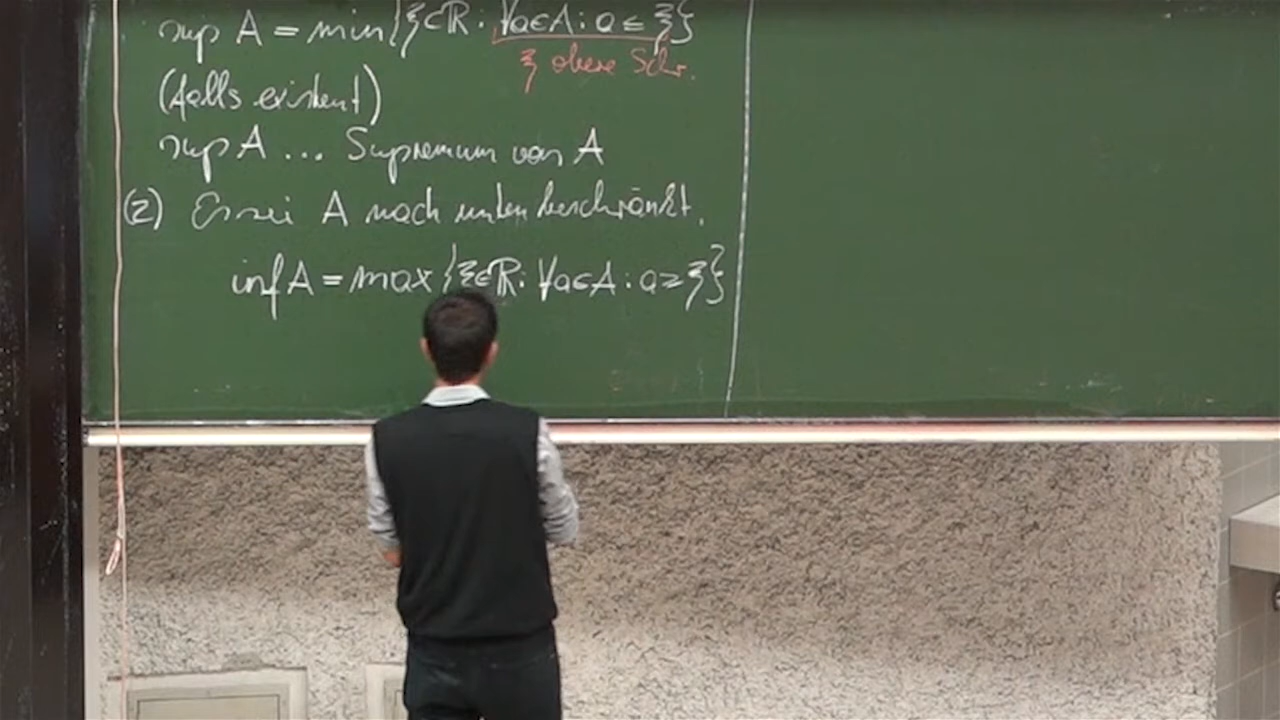 sup A = min{ξ∈ℝ : ∀a∈A : a ≤ ξ}
ξ obere Schr.
(falls existent)
sup A ... Supremum von A
(2) Es sei A nach unten beschränkt.
inf A = max{ξ∈ℝ : ∀a∈A : a ≥ ξ}